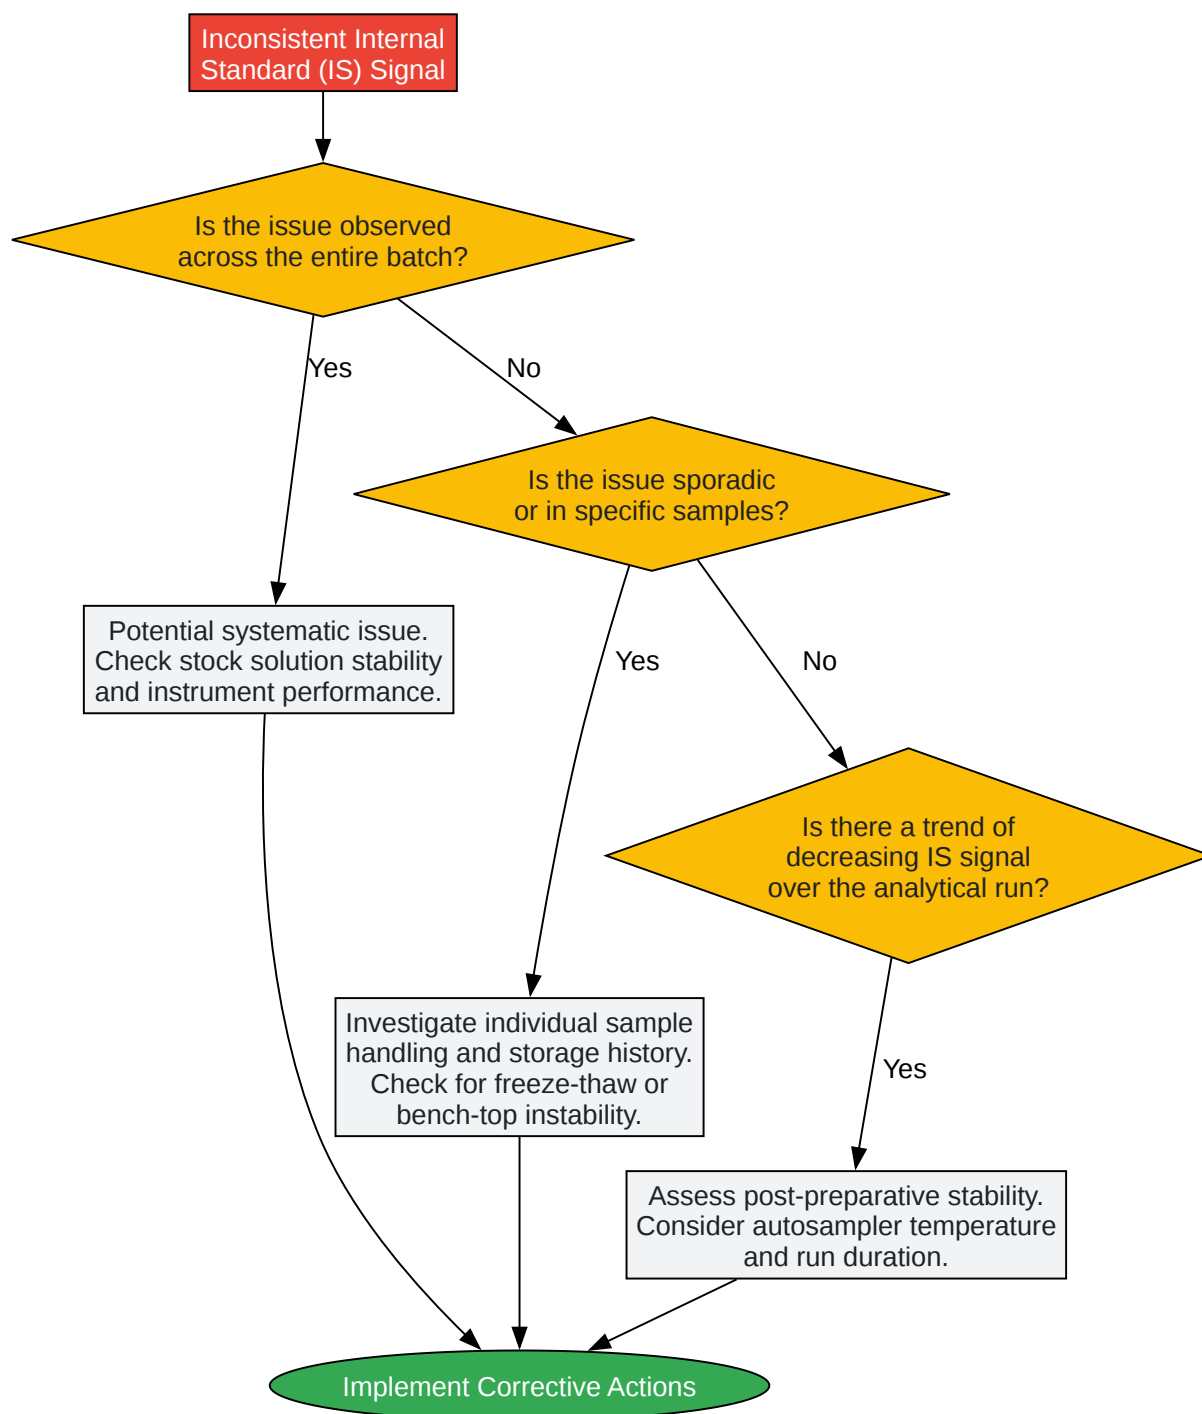 Inconsistent Internal
Standard (IS) Signal
Is the issue observed
across the entire batch?
Yes
No
Is the issue sporadic
or in specific samples?
Potential systematic issue.
Check stock solution stability
and instrument performance.
Yes
No
Is there a trend of
decreasing IS signal
over the analytical run?
Investigate individual sample
handling and storage history.
Check for freeze-thaw or
bench-top instability.
Yes
Assess post-preparative stability.
Consider autosampler temperature
and run duration.
Implement Corrective Actions